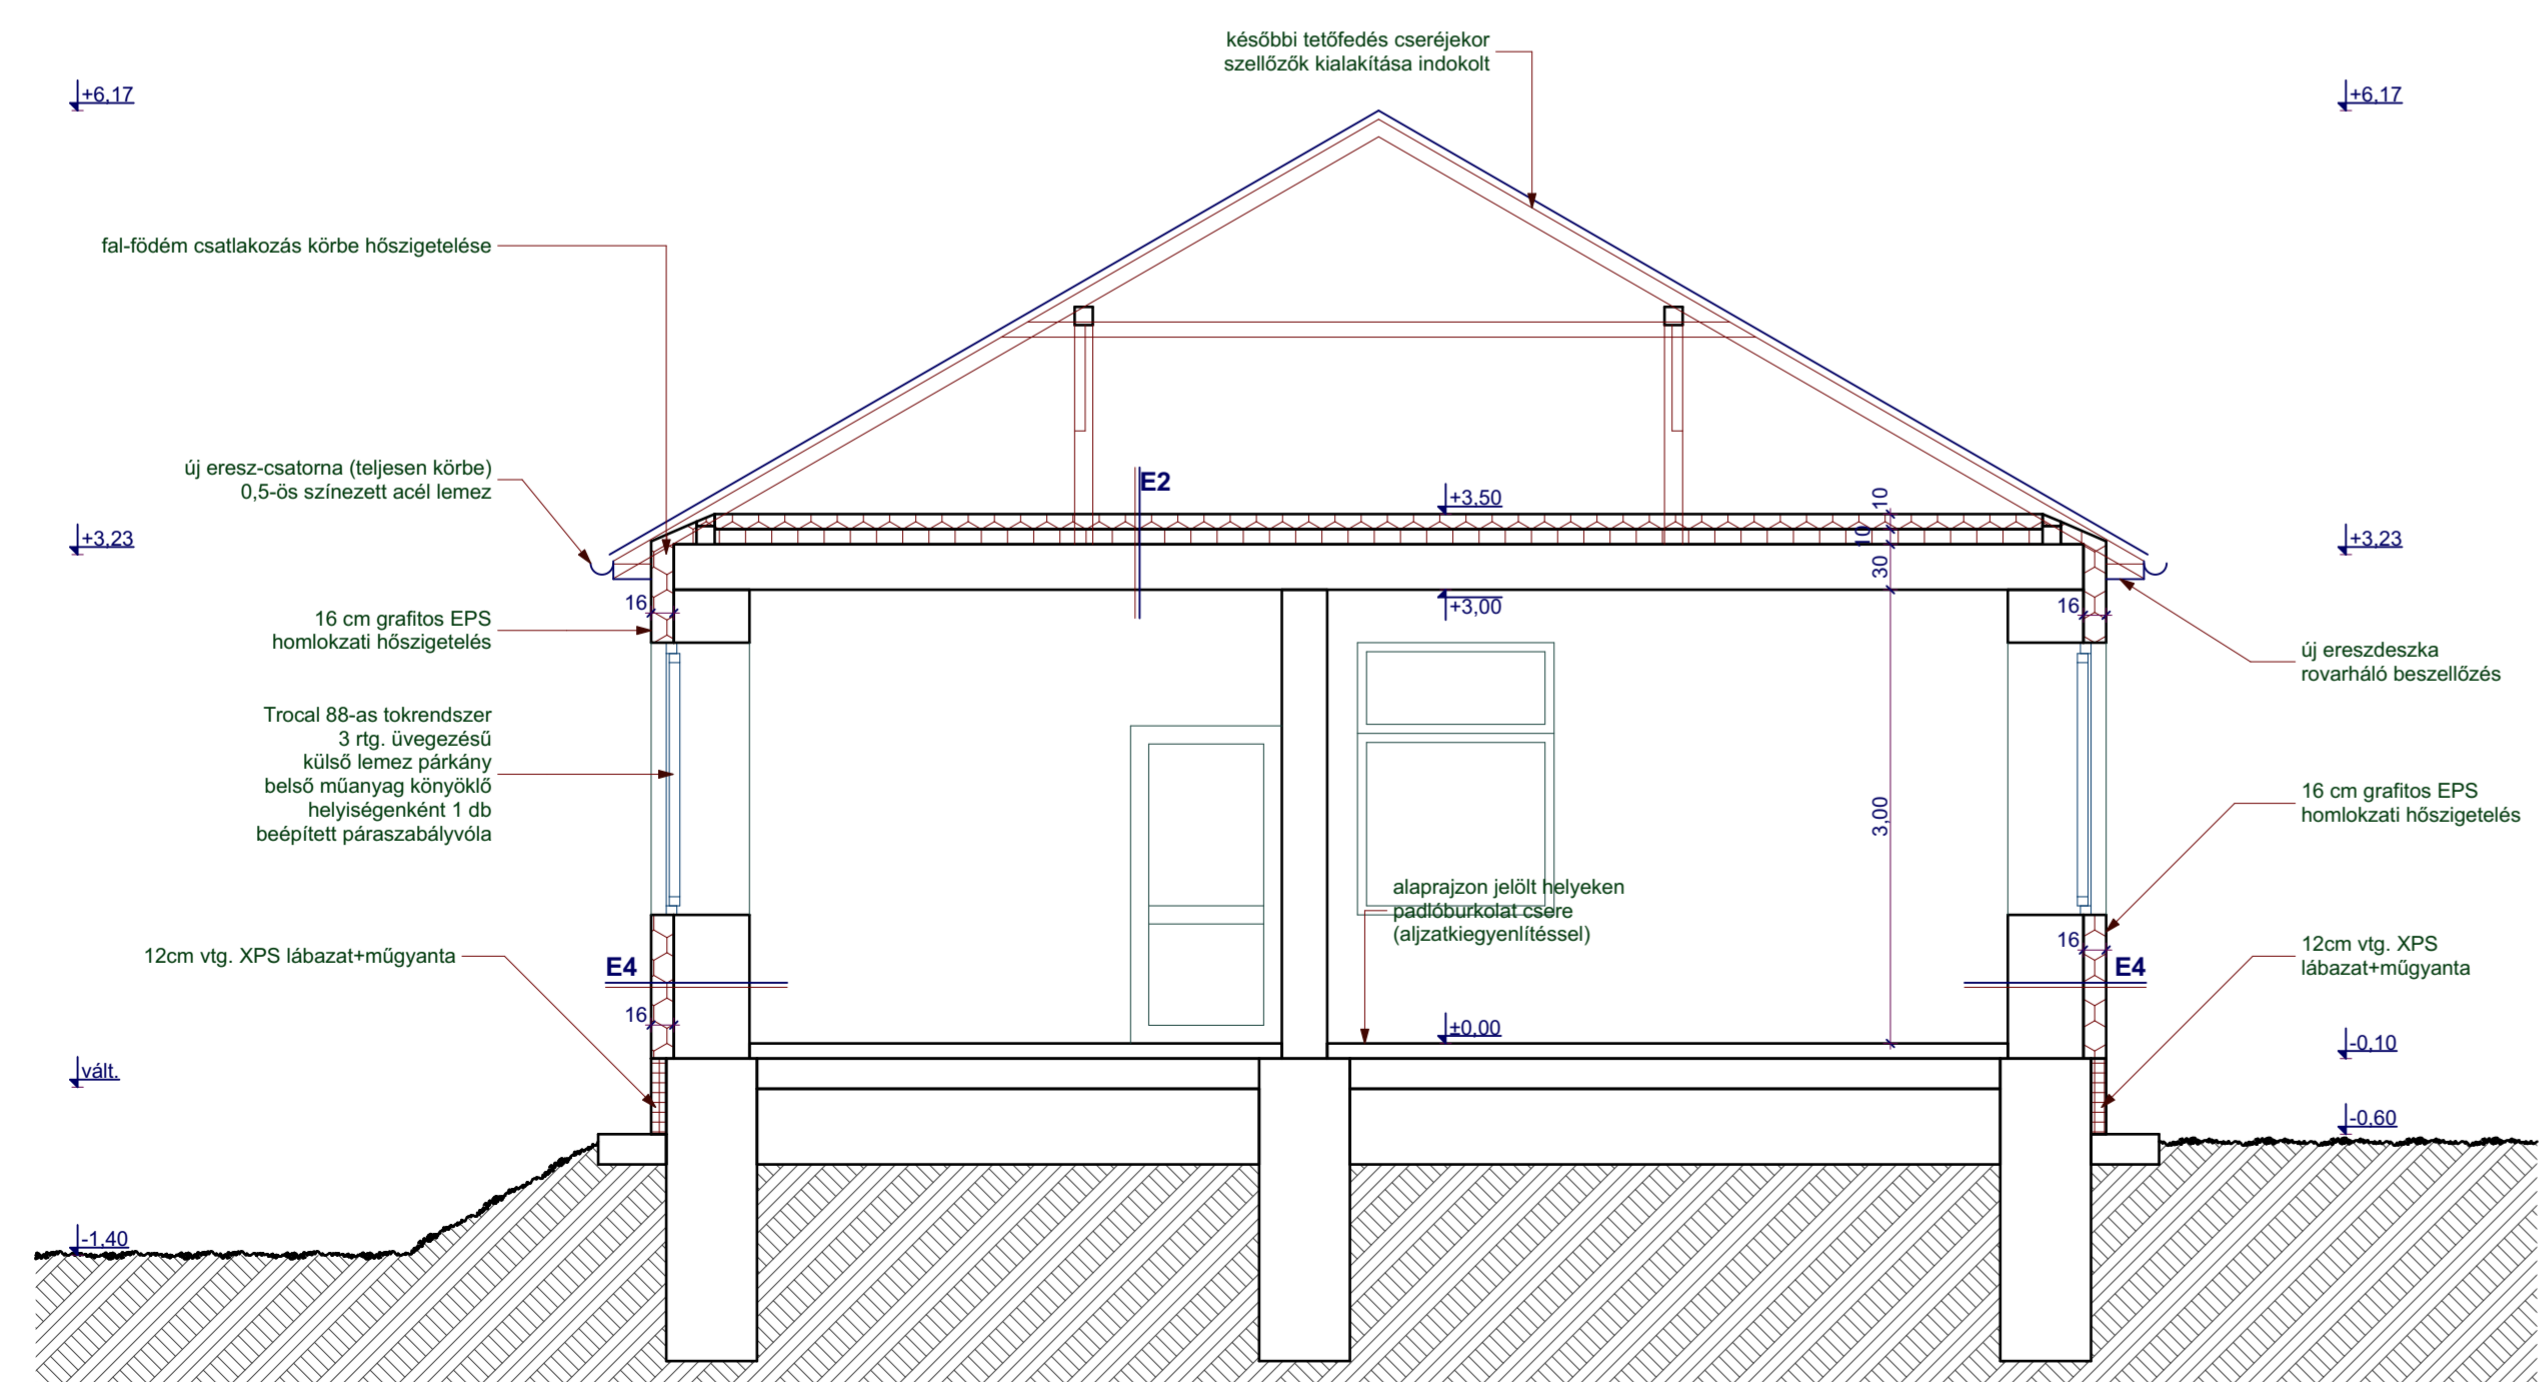 későbbi tetőfedés cseréjekor
szellőzők kialakítása indokolt
+6,17
+6,17
fal-födém csatlakozás körbe hőszigetelése
új eresz-csatorna (teljesen körbe)
0,5-ös színezett acél lemez
E2
+3,50
10
10
30
+3,23
+3,23
16
+3,00
16
16 cm grafitos EPS
homlokzati hőszigetelés
új ereszdeszka
rovarháló beszellőzés
Trocal 88-as tokrendszer
3 rtg. üvegezésű
külső lemez párkány
belső műanyag könyöklő
helyiségenként 1 db
beépített páraszabályvóla
3,00
16 cm grafitos EPS
homlokzati hőszigetelés
alaprajzon jelölt helyeken
padlóburkolat csere
(aljzatkiegyenlítéssel)
12cm vtg. XPS lábazat+műgyanta
E4
16
E4
12cm vtg. XPS
lábazat+műgyanta
16
±0,00
-0,10
vált.
-0,60
-1,40